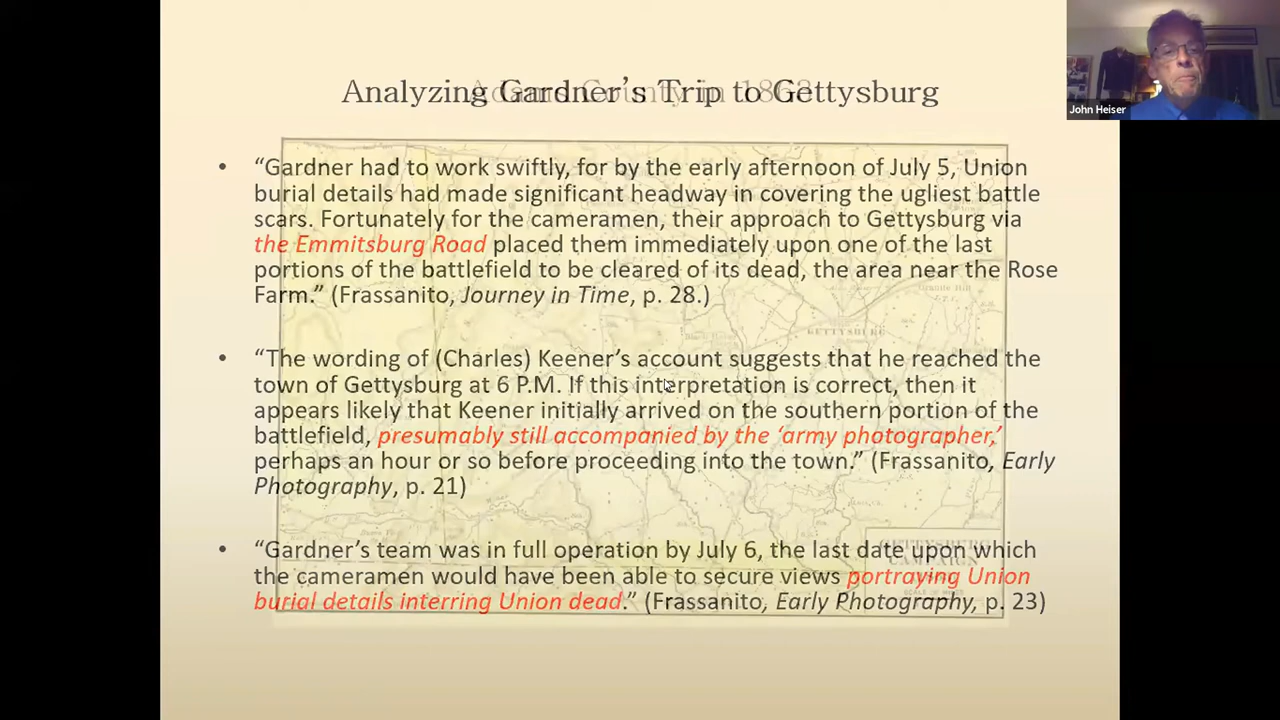 John Heiser
Analyzing Gardner's Trip to Gettysburg
Adams County in 1863
• “Gardner had to work swiftly, for by the early afternoon of July 5, Union
burial details had made significant headway in covering the ugliest battle
scars. Fortunately for the cameramen, their approach to Gettysburg via
the Emmitsburg Road placed them immediately upon one of the last
portions of the battlefield to be cleared of its dead, the area near the Rose
Farm.” (Frassanito, Journey in Time, p. 28.)
• “The wording of (Charles) Keener’s account suggests that he reached the
town of Gettysburg at 6 P.M. If this interpretation is correct, then it
appears likely that Keener initially arrived on the southern portion of the
battlefield, presumably still accompanied by the ‘army photographer,’
perhaps an hour or so before proceeding into the town.” (Frassanito, Early
Photography, p. 21)
• “Gardner’s team was in full operation by July 6, the last date upon which
the cameramen would have been able to secure views portraying Union
burial details interring Union dead.” (Frassanito, Early Photography, p. 23)
GETTYSBURG
GETTYSBURG
CAMPAIGN